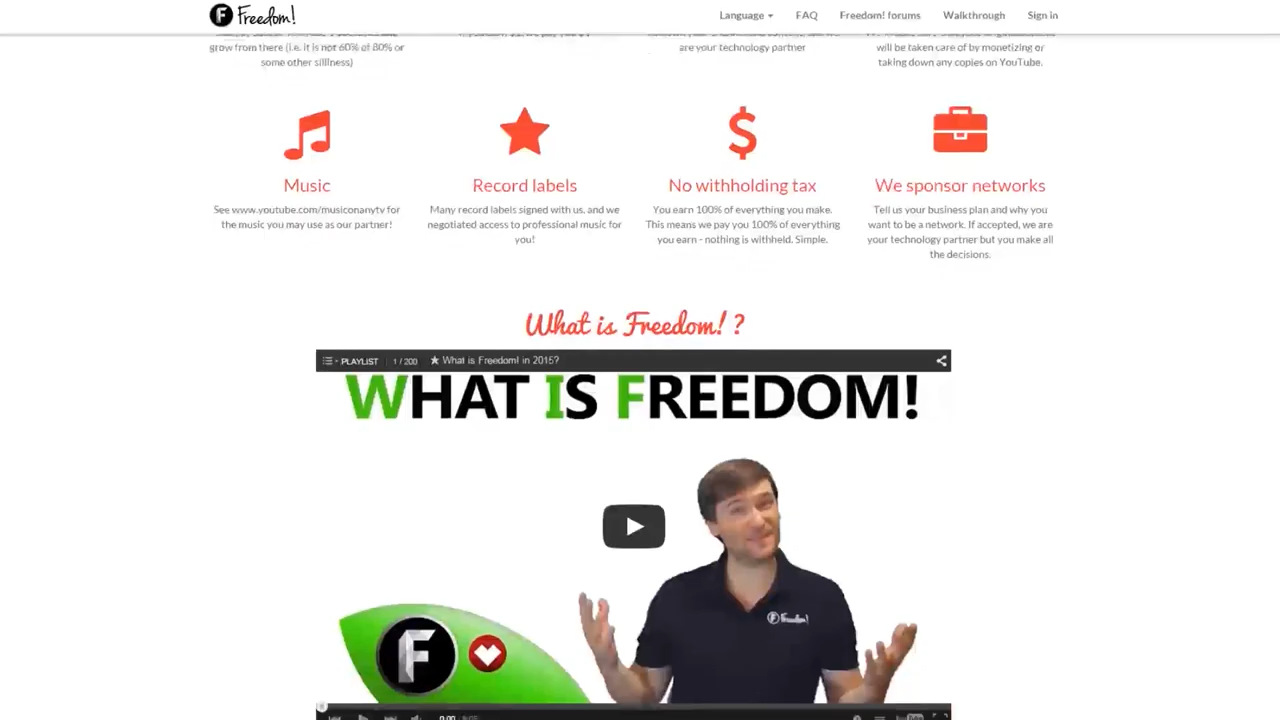 Freedom!
Language
FAQ
Freedom! forums
Walkthrough
Sign in
grow from there (i.e. it is not 60% of 80% or
some other silliness)
are your technology partner
will be taken care of by monetizing or
taking down any copies on YouTube.
Music
See www.youtube.com/musiconanytv for
the music you may use as our partner!
Record labels
Many record labels signed with us, and we
negotiated access to professional music for
you!
No withholding tax
You earn 100% of everything you make.
This means we pay you 100% of everything
you earn - nothing is withheld. Simple.
We sponsor networks
Tell us your business plan and why you
want to be a network. If accepted, we are
your technology partner but you make all
the decisions.
What is Freedom! ?
PLAYLIST 1 / 200 ★ What is Freedom! in 2015?
WHAT IS FREEDOM!
Freedom!
F
0:00